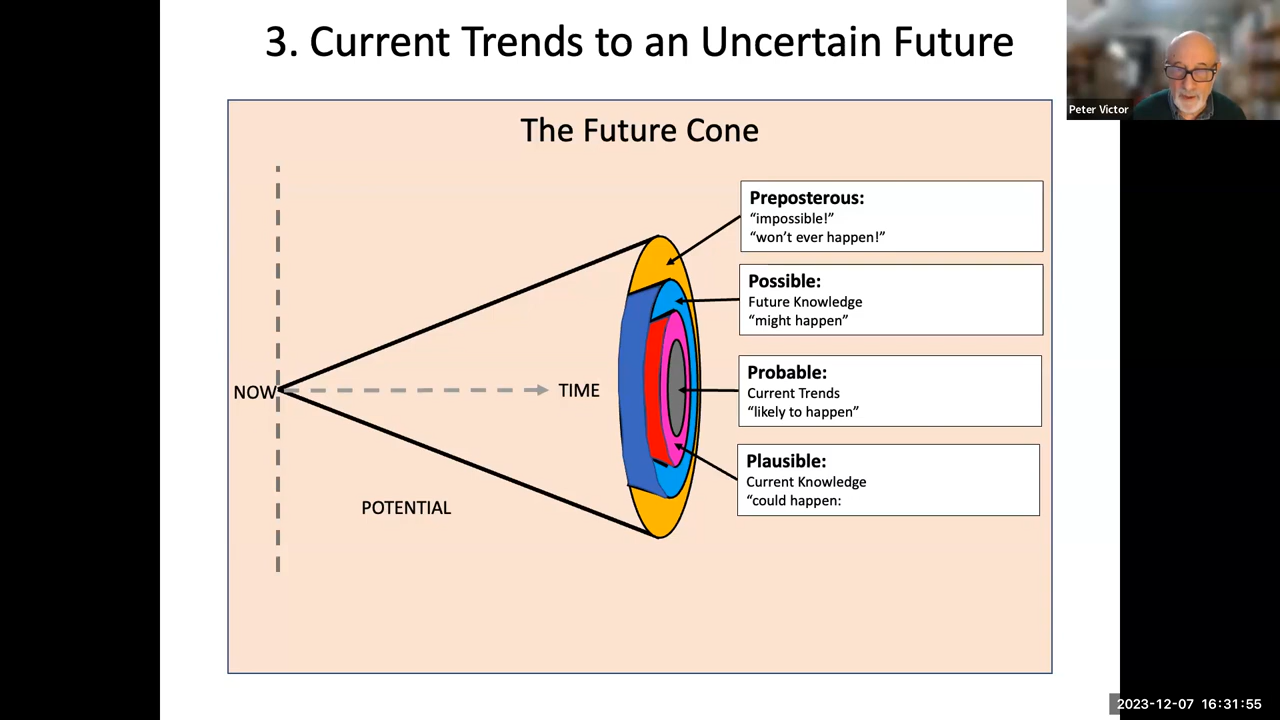 3. Current Trends to an Uncertain Future
Peter Victor
The Future Cone
Preposterous:
“impossible!”
“won’t ever happen!”
Possible:
Future Knowledge
“might happen”
Probable:
Current Trends
“likely to happen”
Plausible:
Current Knowledge
“could happen:
NOW
TIME
POTENTIAL
2023-12-07 16:31:55